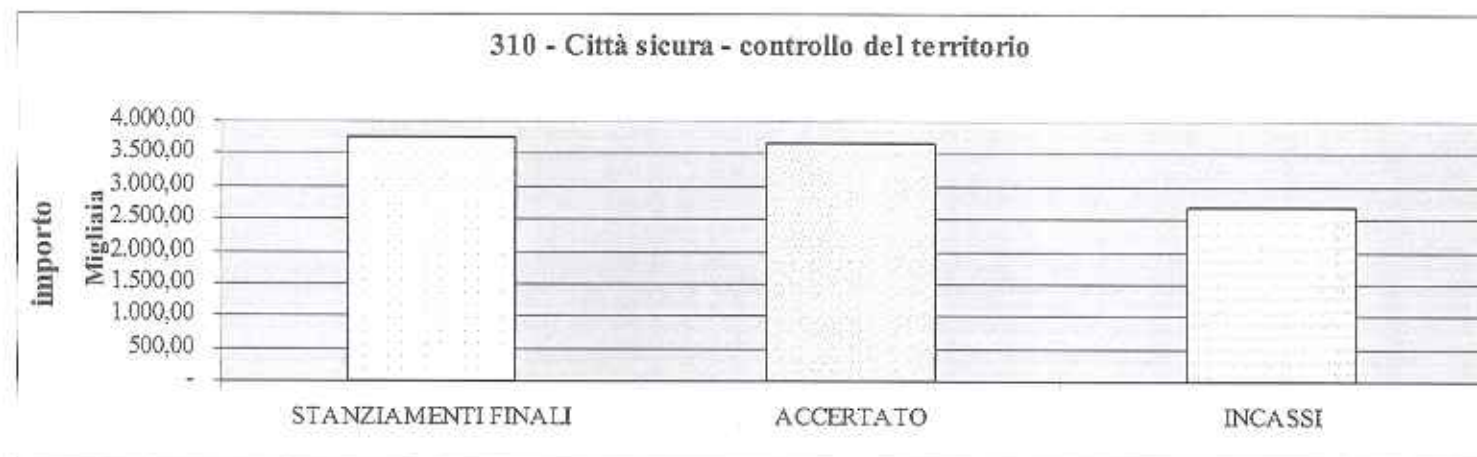 310 - Città sicura - controllo del territorio
4.000,00
3.500,00
3.000,00
2.500,00
2.000,00
1.500,00
1.000,00
500,00
-
importo
Migliaia
STANZIAMENTI FINALI
ACCERTATO
INCASSI